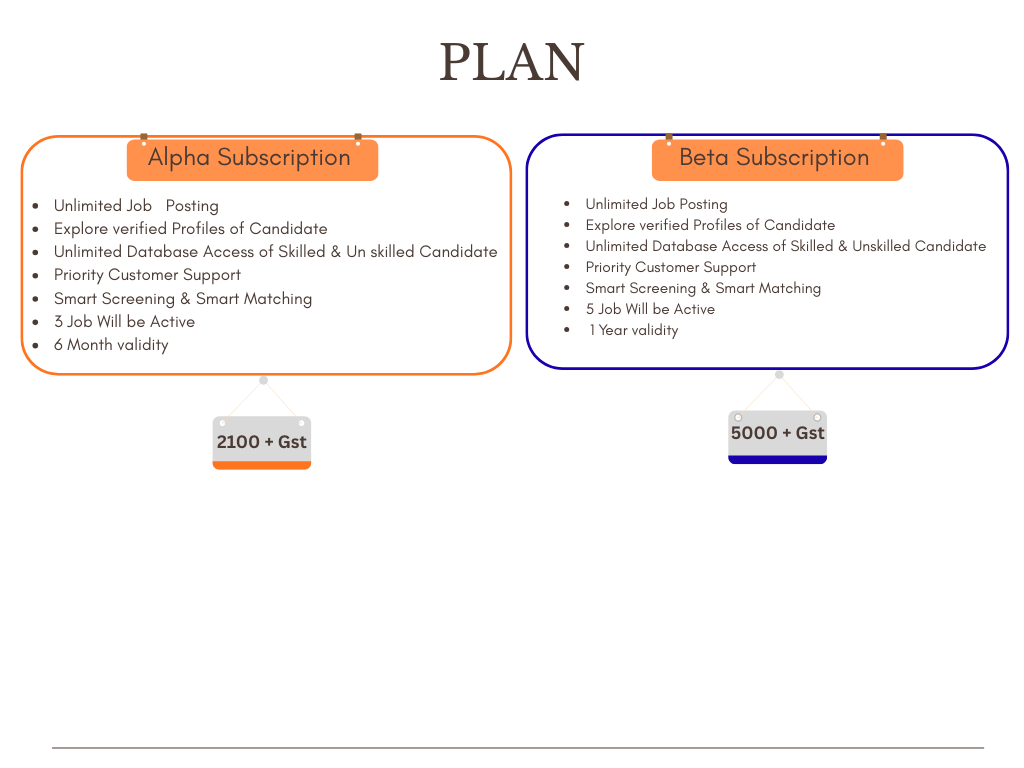 PLAN
Alpha Subscription
• Unlimited Job Posting
• Explore verified Profiles of Candidate
• Unlimited Database Access of Skilled & Un skilled Candidate
• Priority Customer Support
• Smart Screening & Smart Matching
• 3 Job Will be Active
• 6 Month validity
2100 + Gst
Beta Subscription
• Unlimited Job Posting
• Explore verified Profiles of Candidate
• Unlimited Database Access of Skilled & Unskilled Candidate
• Priority Customer Support
• Smart Screening & Smart Matching
• 5 Job Will be Active
• 1 Year validity
5000 + Gst